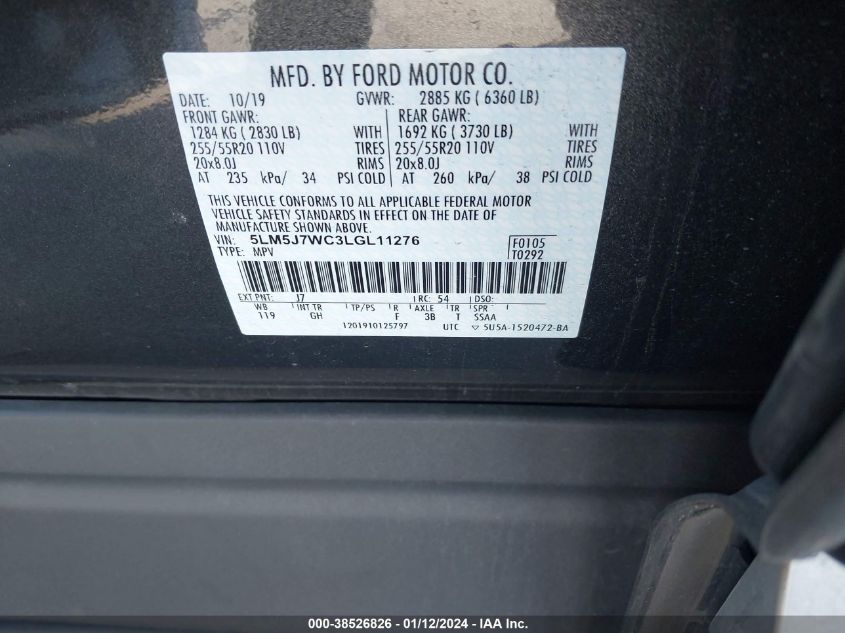 MFD. BY FORD MOTOR CO.
DATE: 10/19 GVWR: 2885 KG ( 6360 LB)
FRONT GAWR: REAR GAWR:
1284 KG ( 2830 LB) WITH 1692 KG ( 3730 LB) WITH
255/55R20 110V TIRES 255/55R20 110V TIRES
20x8.0J RIMS 20x8.0J RIMS
AT 235 kPa/ 34 PSI COLD AT 260 kPa/ 38 PSI COLD
THIS VEHICLE CONFORMS TO ALL APPLICABLE FEDERAL MOTOR
VEHICLE SAFETY STANDARDS IN EFFECT ON THE DATE OF
MANUFACTURE SHOWN ABOVE.
VIN: 5LM5J7WC3LGL11276 F0105
TYPE: MPV T0292
EXT PNT: J7 RC: 54 DSO:
WB INT TR TP/PS R AXLE TR SPR
119 GH F 3B T SSAA
1201910125797 UTC ▽ 5U5A-1520472-BA
000-38526826 - 01/12/2024 - IAA Inc.